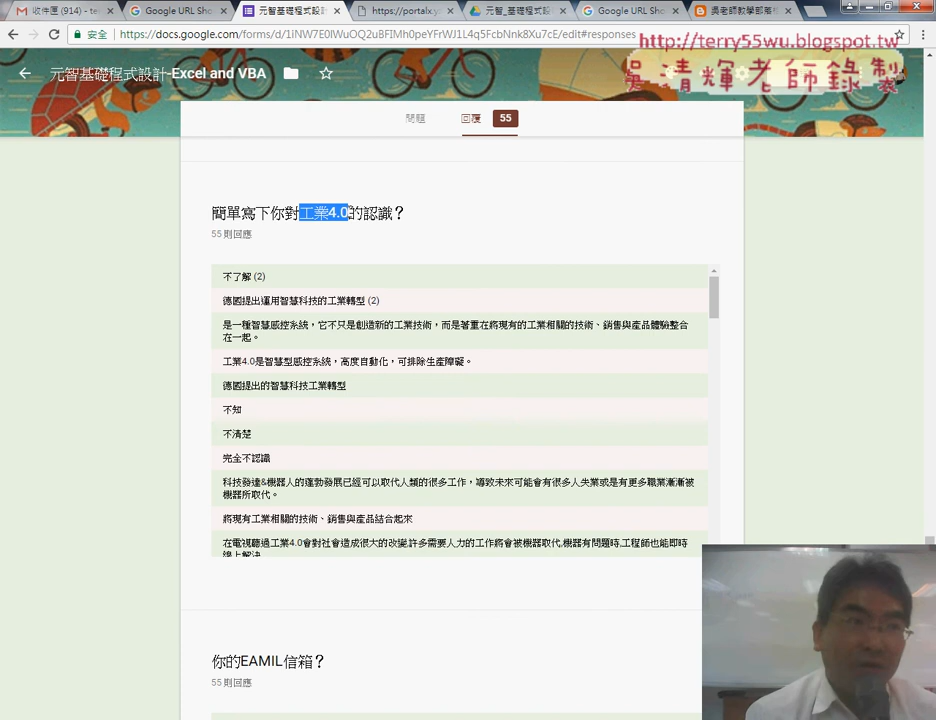 收件匣 (914) - te
Google URL Sho
元智基礎程式設計
https://portalx.y
元智_基礎程式設
Google URL Sho
吳老師教學部落格
安全
https://docs.google.com/forms/d/1iNW7E0IWuOQ2uBFIMh0peYFrWJ1L4q5FcbNnk8Xu7cE/edit#responses
http://terry55wu.blogspot.tw
吳清輝老師錄製
元智基礎程式設計-Excel and VBA
問題
回覆
55
簡單寫下你對工業4.0的認識？
55 則回應
不了解 (2)
德國提出運用智慧科技的工業轉型 (2)
是一種智慧感控系統，它不只是創造新的工業技術，而是著重在將現有的工業相關的技術、銷售與產品體驗整合
在一起。
工業4.0是智慧型感控系統，高度自動化，可排除生產障礙。
德國提出的智慧科技工業轉型
不知
不清楚
完全不認識
科技發達&機器人的蓬勃發展已經可以取代人類的很多工作，導致未來可能會有很多人失業或是有更多職業漸漸被
機器所取代。
將現有工業相關的技術、銷售與產品結合起來
在電視聽過工業4.0會對社會造成很大的改變,許多需要人力的工作將會被機器取代,機器有問題時,工程師也能即時
線上解決
你的EAMIL信箱？
55 則回應